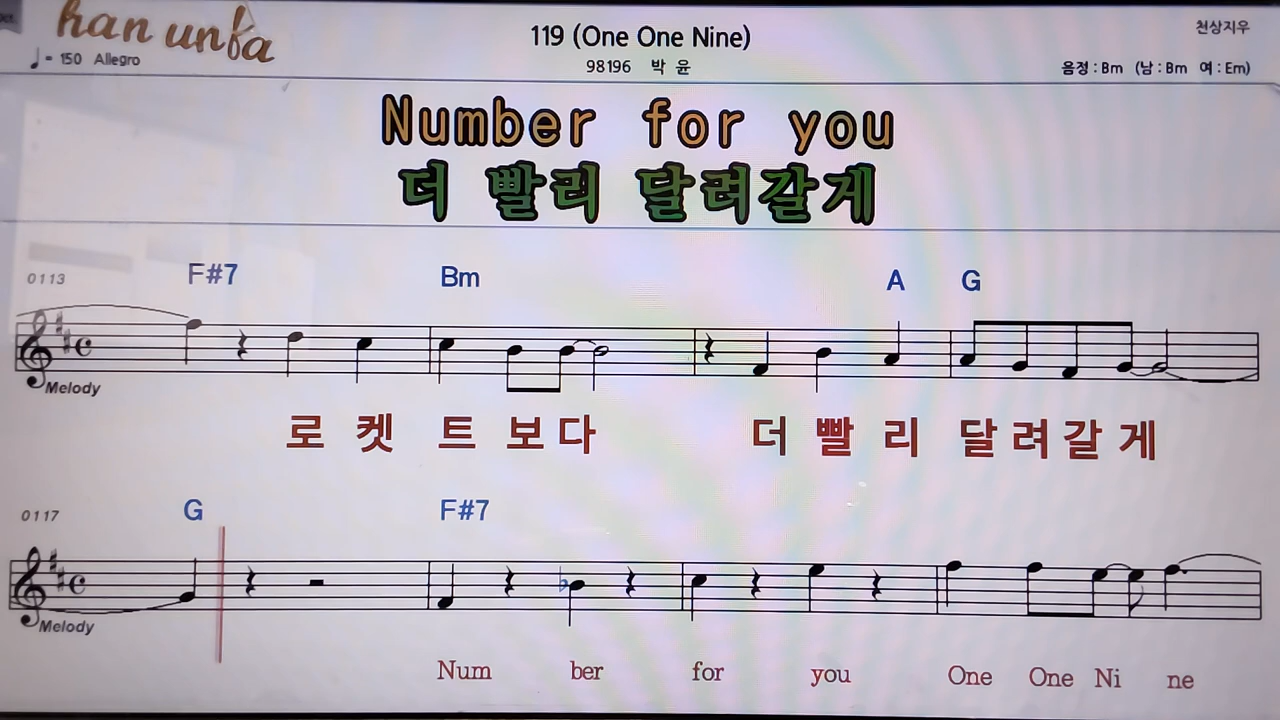 han unfa
119 (One One Nine)
천상지우
♩= 150 Allegro
98196 박 윤
음정 : Bm (남 : Bm 여 : Em)
Number for you
더 빨리 달려갈게
0113
F#7 Bm A G
Melody
로 켓 트 보 다 더 빨 리 달 려 갈 게
0117
G F#7
Melody
Num ber for you One One Ni ne